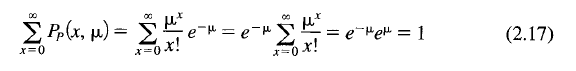 ∞∑x=0 P_P(x, μ) = ∞∑x=0 μ^x/x! e^−μ = e^−μ ∞∑x=0 μ^x/x! = e^−μ e^μ = 1 (2.17)